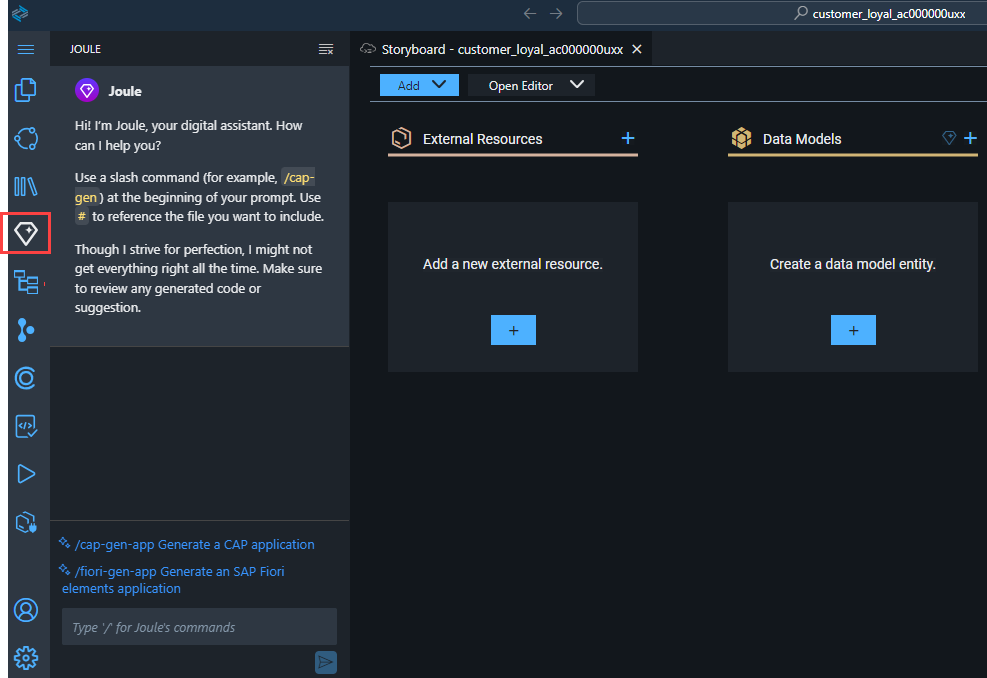 customer_loyal_ac000000uxx
JOULE
Storyboard - customer_loyal_ac000000uxx
Joule
Hi! I'm Joule, your digital assistant. How
can I help you?
Use a slash command (for example, /cap-
gen) at the beginning of your prompt. Use
# to reference the file you want to include.
Though I strive for perfection, I might not
get everything right all the time. Make sure
to review any generated code or
suggestion.
/cap-gen-app Generate a CAP application
/fiori-gen-app Generate an SAP Fiori
elements application
Type '/' for Joule's commands
Add
Open Editor
External Resources
Add a new external resource.
+
Data Models
Create a data model entity.
+